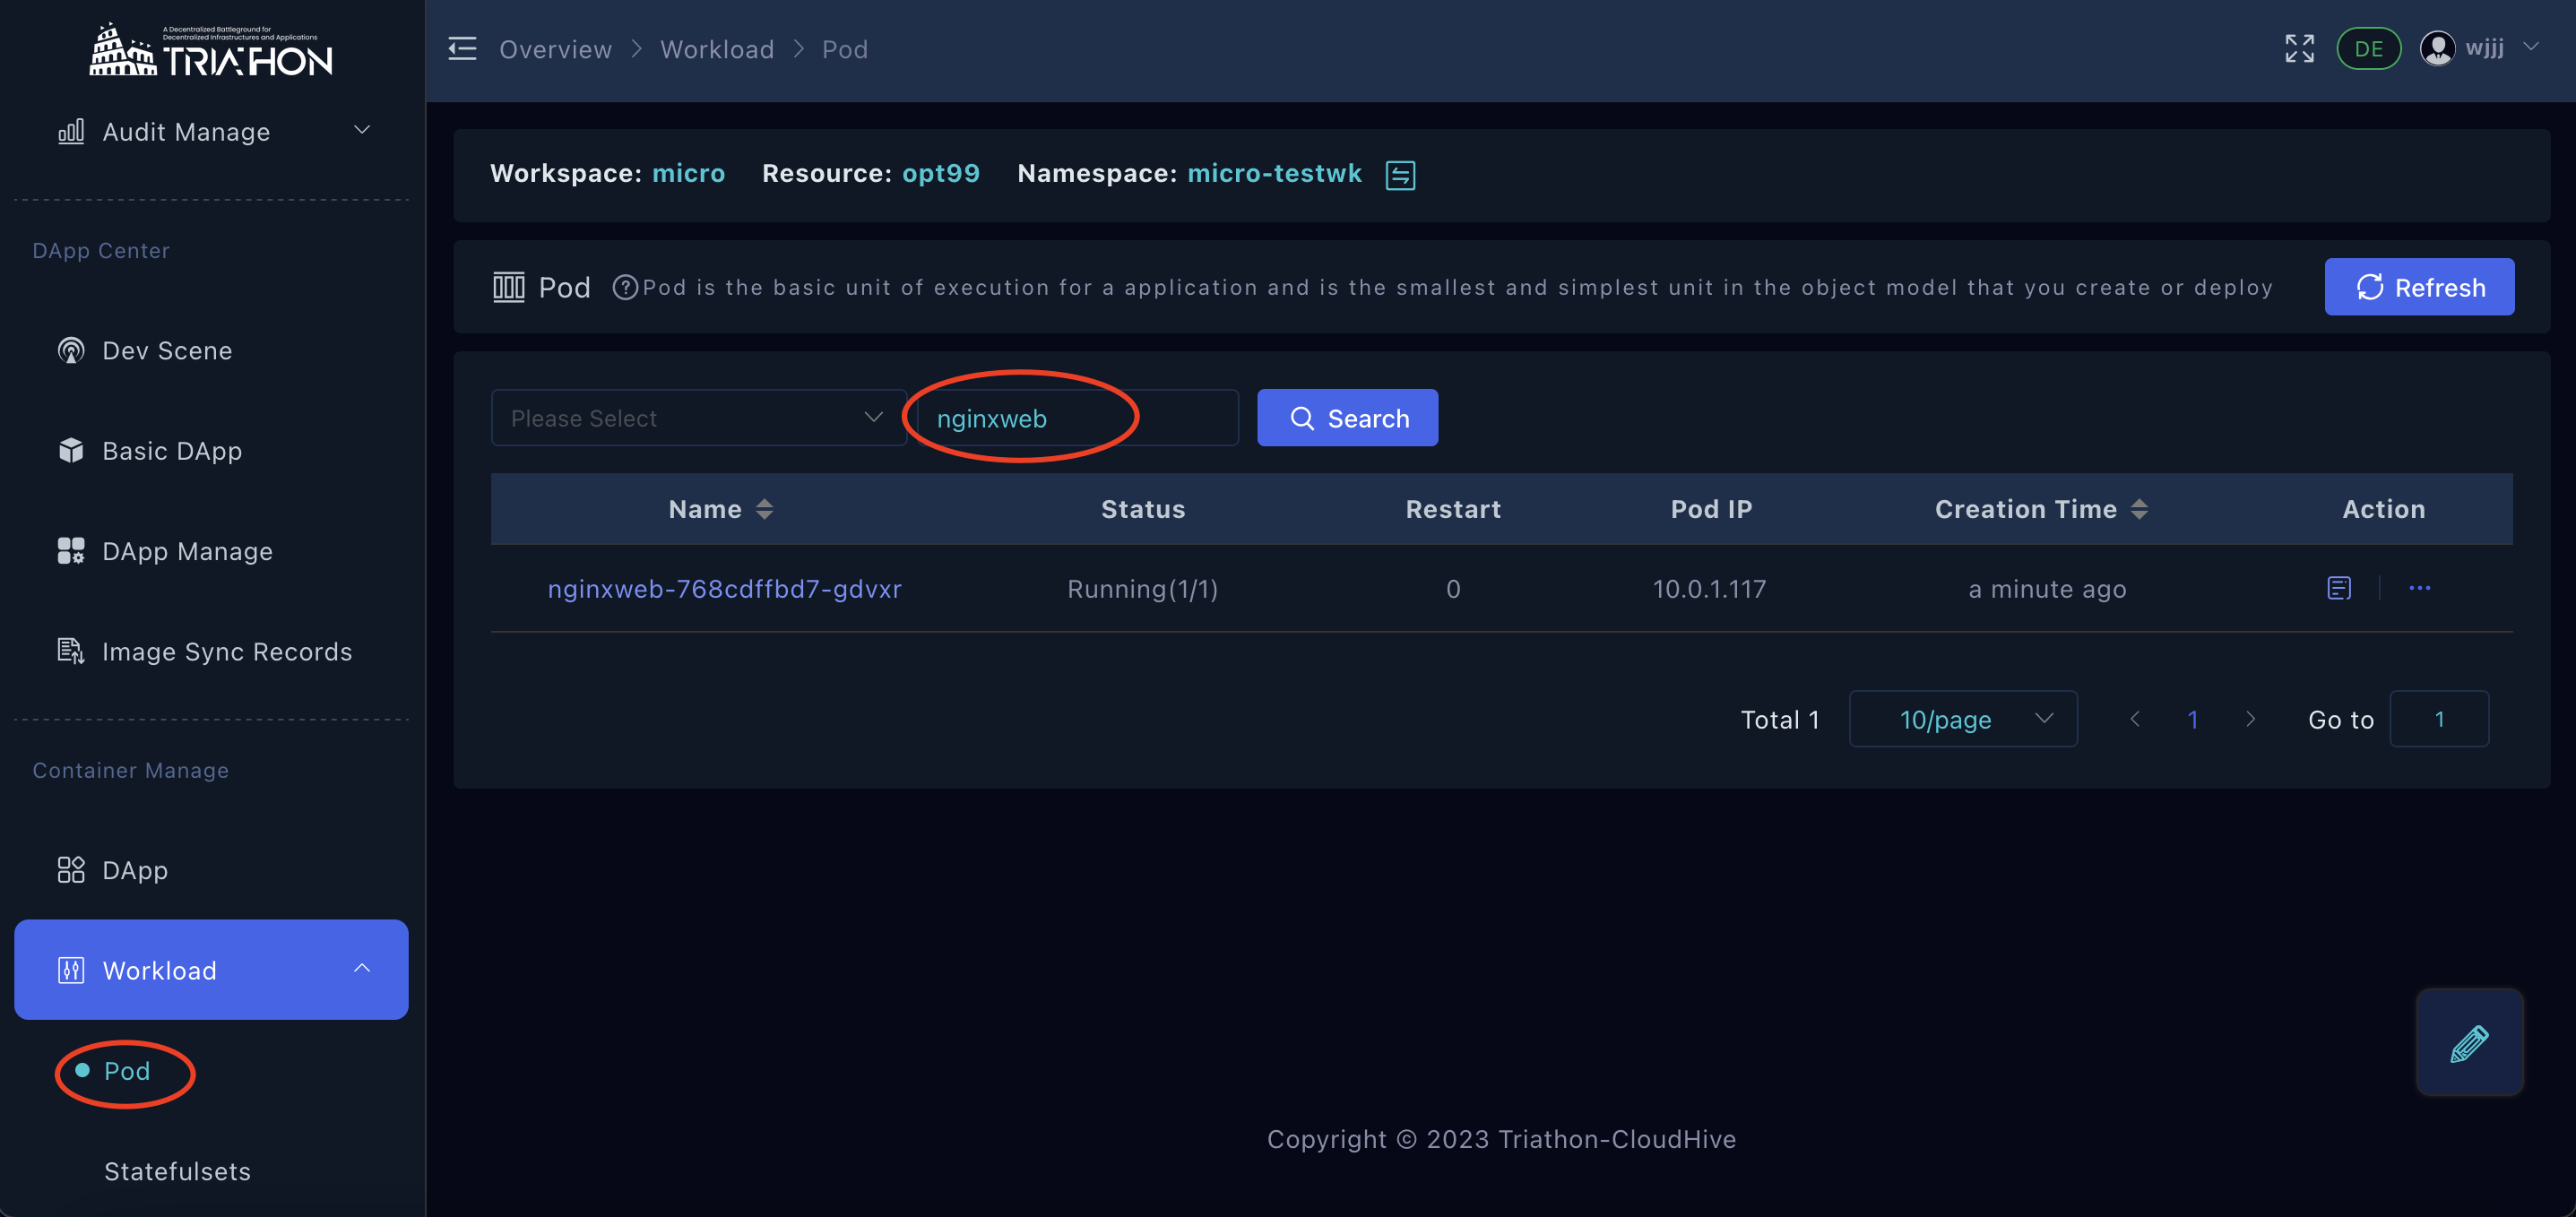 A Decentralized Battleground for
Decentralized Infrastructures and Applications
TRIATHON
Audit Manage
DApp Center
Dev Scene
Basic DApp
DApp Manage
Image Sync Records
Container Manage
DApp
Workload
Pod
Statefulsets
Overview > Workload > Pod
DE
wjjj
Workspace: micro Resource: opt99 Namespace: micro-testwk
Pod ? Pod is the basic unit of execution for a application and is the smallest and simplest unit in the object model that you create or deploy
Refresh
Please Select nginxweb Search
Name Status Restart Pod IP Creation Time Action
nginxweb-768cdffbd7-gdvxr Running(1/1) 0 10.0.1.117 a minute ago ...
Total 1 10/page < 1 > Go to 1
Copyright © 2023 Triathon-CloudHive